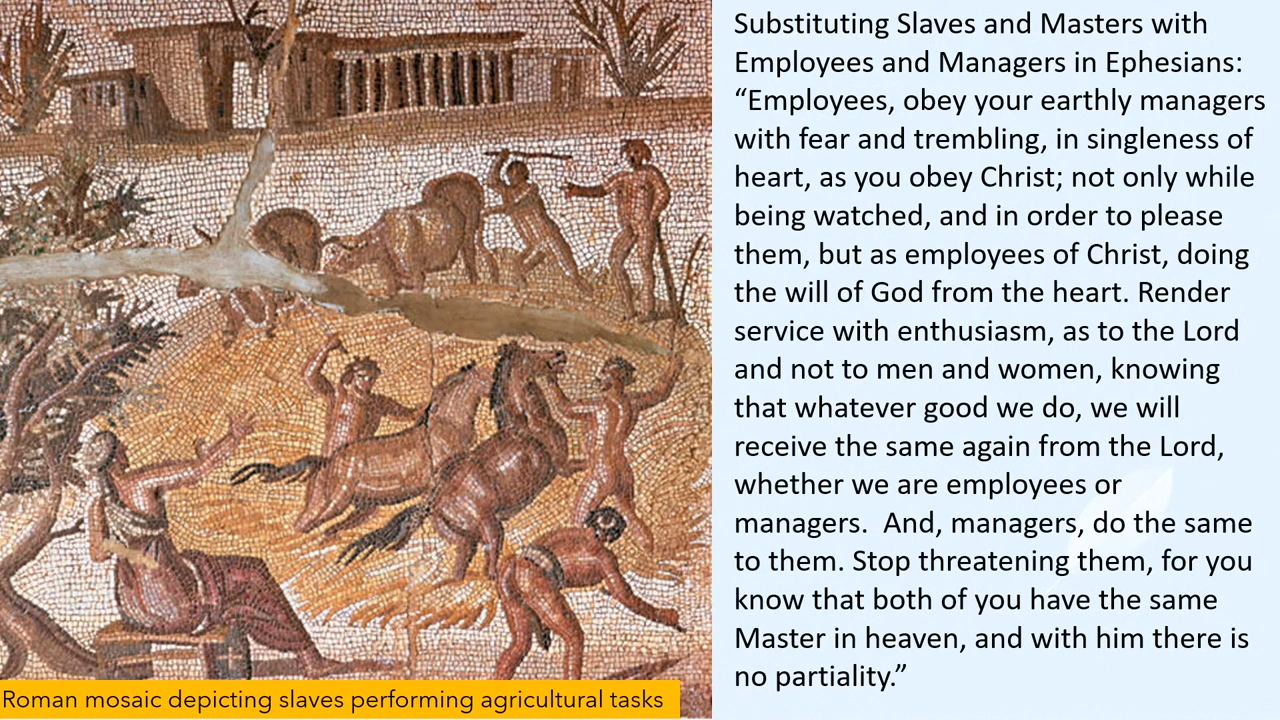 Substituting Slaves and Masters with
Employees and Managers in Ephesians:
“Employees, obey your earthly managers
with fear and trembling, in singleness of
heart, as you obey Christ; not only while
being watched, and in order to please
them, but as employees of Christ, doing
the will of God from the heart. Render
service with enthusiasm, as to the Lord
and not to men and women, knowing
that whatever good we do, we will
receive the same again from the Lord,
whether we are employees or
managers.  And, managers, do the same
to them. Stop threatening them, for you
know that both of you have the same
Master in heaven, and with him there is
no partiality.”
Roman mosaic depicting slaves performing agricultural tasks